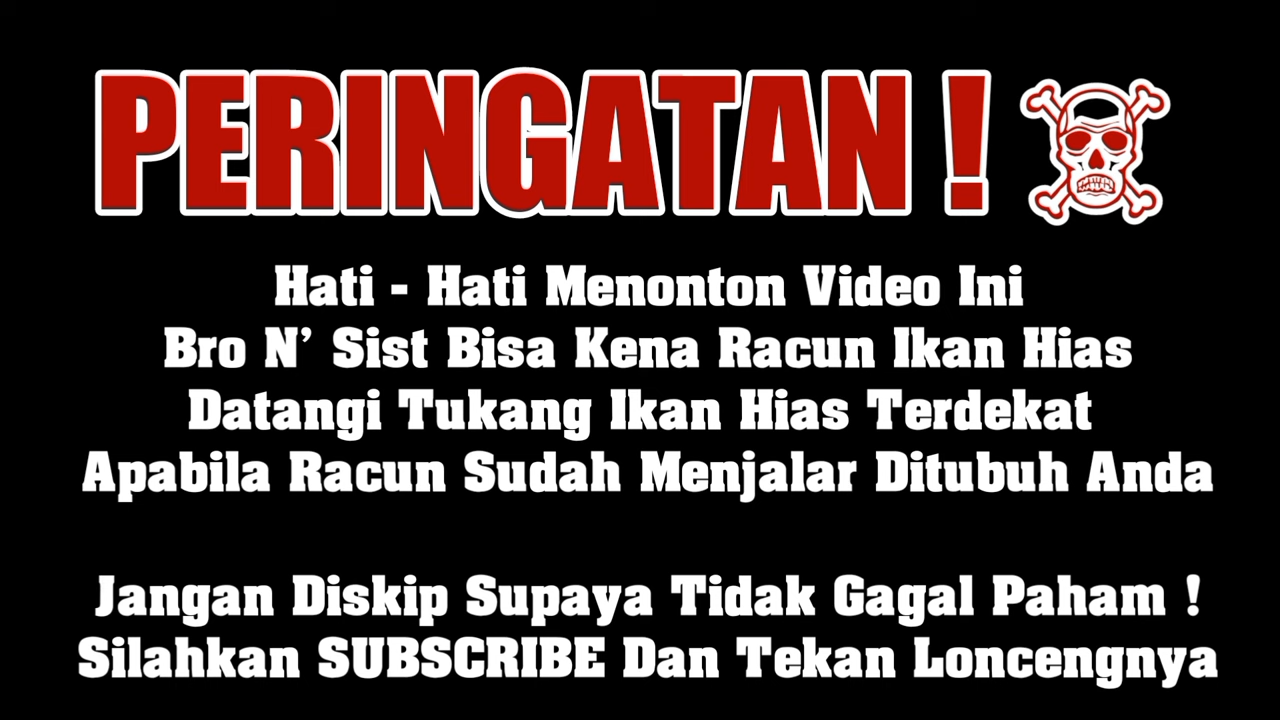 PERINGATAN !
Hati - Hati Menonton Video Ini
Bro N’ Sist Bisa Kena Racun Ikan Hias
Datangi Tukang Ikan Hias Terdekat
Apabila Racun Sudah Menjalar Ditubuh Anda
Jangan Diskip Supaya Tidak Gagal Paham !
Silahkan SUBSCRIBE Dan Tekan Loncengnya